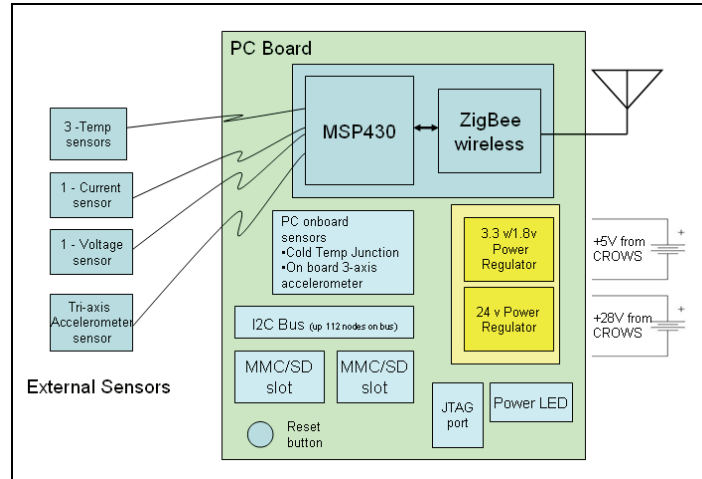 PC Board
MSP430
ZigBee
wireless
3 -Temp
sensors
1 - Current
sensor
1 - Voltage
sensor
Tri-axis
Accelerometer
sensor
External Sensors
PC onboard
sensors
•Cold Temp Junction
•On board 3-axis
accelerometer
3.3 v/1.8v
Power
Regulator
24 v Power
Regulator
+
+5V from
CROWS
+
+28V from
CROWS
I2C Bus (up 112 nodes on bus)
MMC/SD
slot
MMC/SD
slot
JTAG
port
Power LED
Reset
button